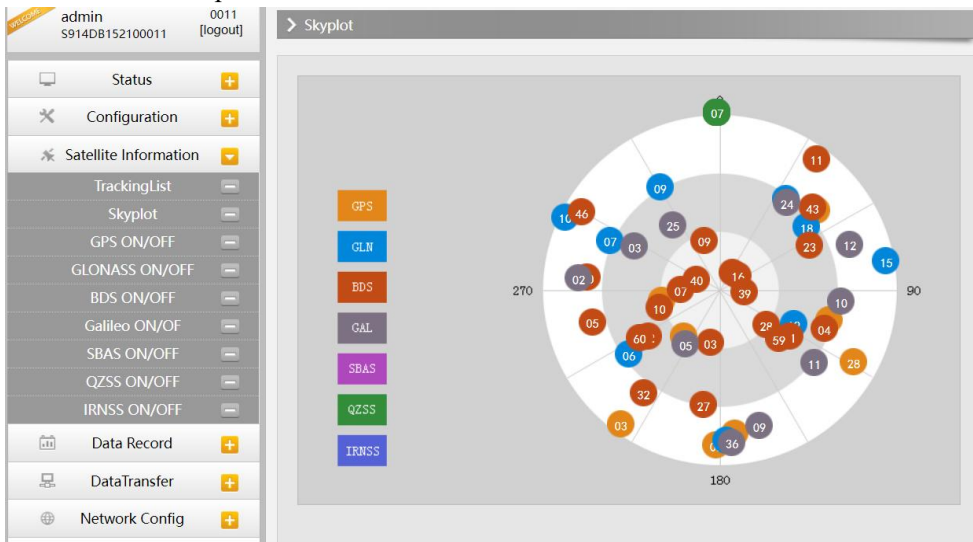 WELCOME
admin 0011
S914DB152100011 [logout]
Skyplot
Status
Configuration
Satellite Information
TrackingList
Skyplot
GPS ON/OFF
GLONASS ON/OFF
BDS ON/OFF
Galileo ON/OF
SBAS ON/OFF
QZSS ON/OFF
IRNSS ON/OFF
Data Record
DataTransfer
Network Config
GPS
GLN
BDS
GAL
SBAS
QZSS
IRNSS
07
11
09
24
43
10
46
25
18
07
03
09
23
12
15
02
40
16
270
07
39
90
10
10
05
28
04
60
05
03
59
06
11
28
32
27
03
09
36
180